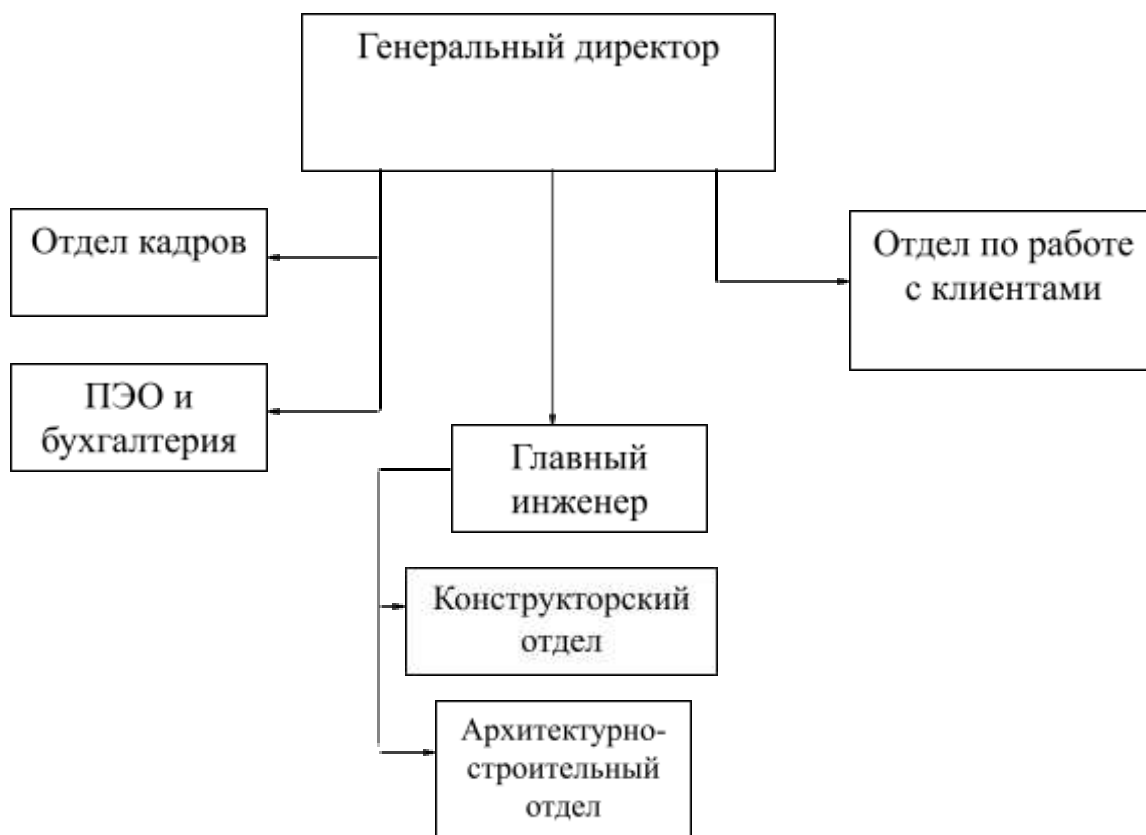 Генеральный директор
Отдел кадров
Отдел по работе
с клиентами
ПЭО и
бухгалтерия
Главный
инженер
Конструкторский
отдел
Архитектурно-
строительный
отдел